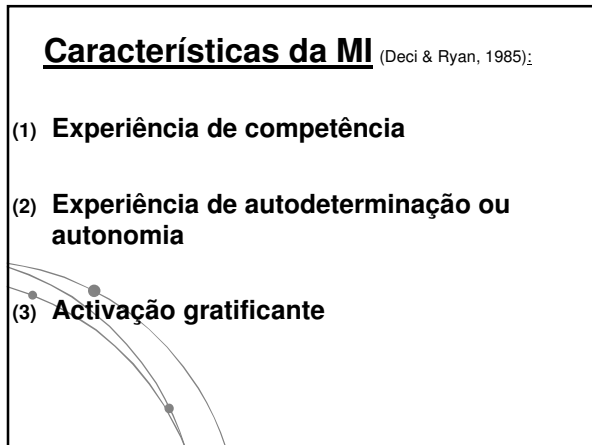 Características da MI (Deci & Ryan, 1985):
(1) Experiência de competência
(2) Experiência de autodeterminação ou
autonomia
(3) Activação gratificante